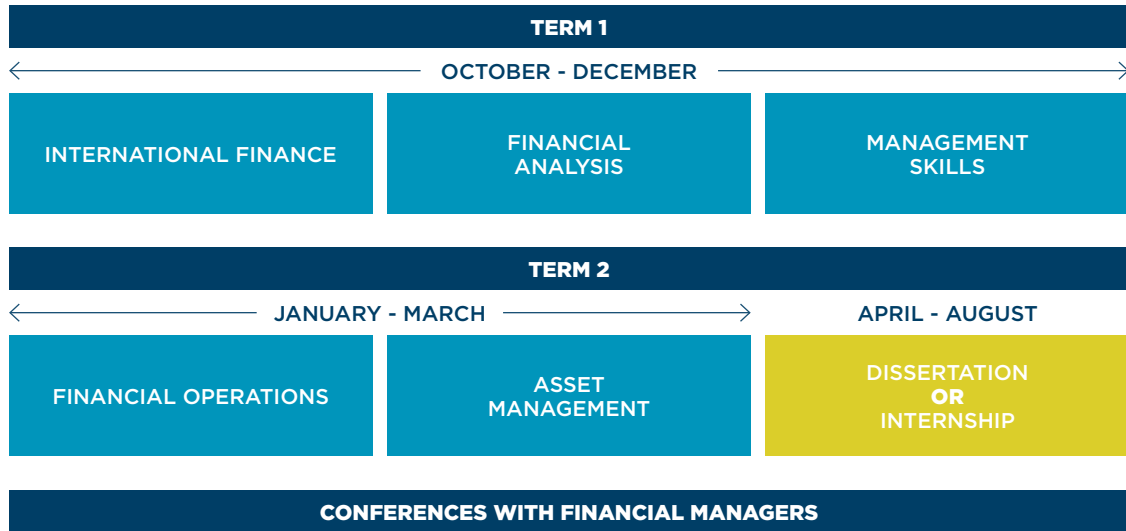 TERM 1
OCTOBER - DECEMBER
INTERNATIONAL FINANCE
FINANCIAL
ANALYSIS
MANAGEMENT
SKILLS
TERM 2
JANUARY - MARCH
APRIL - AUGUST
FINANCIAL OPERATIONS
ASSET
MANAGEMENT
DISSERTATION
OR
INTERNSHIP
CONFERENCES WITH FINANCIAL MANAGERS